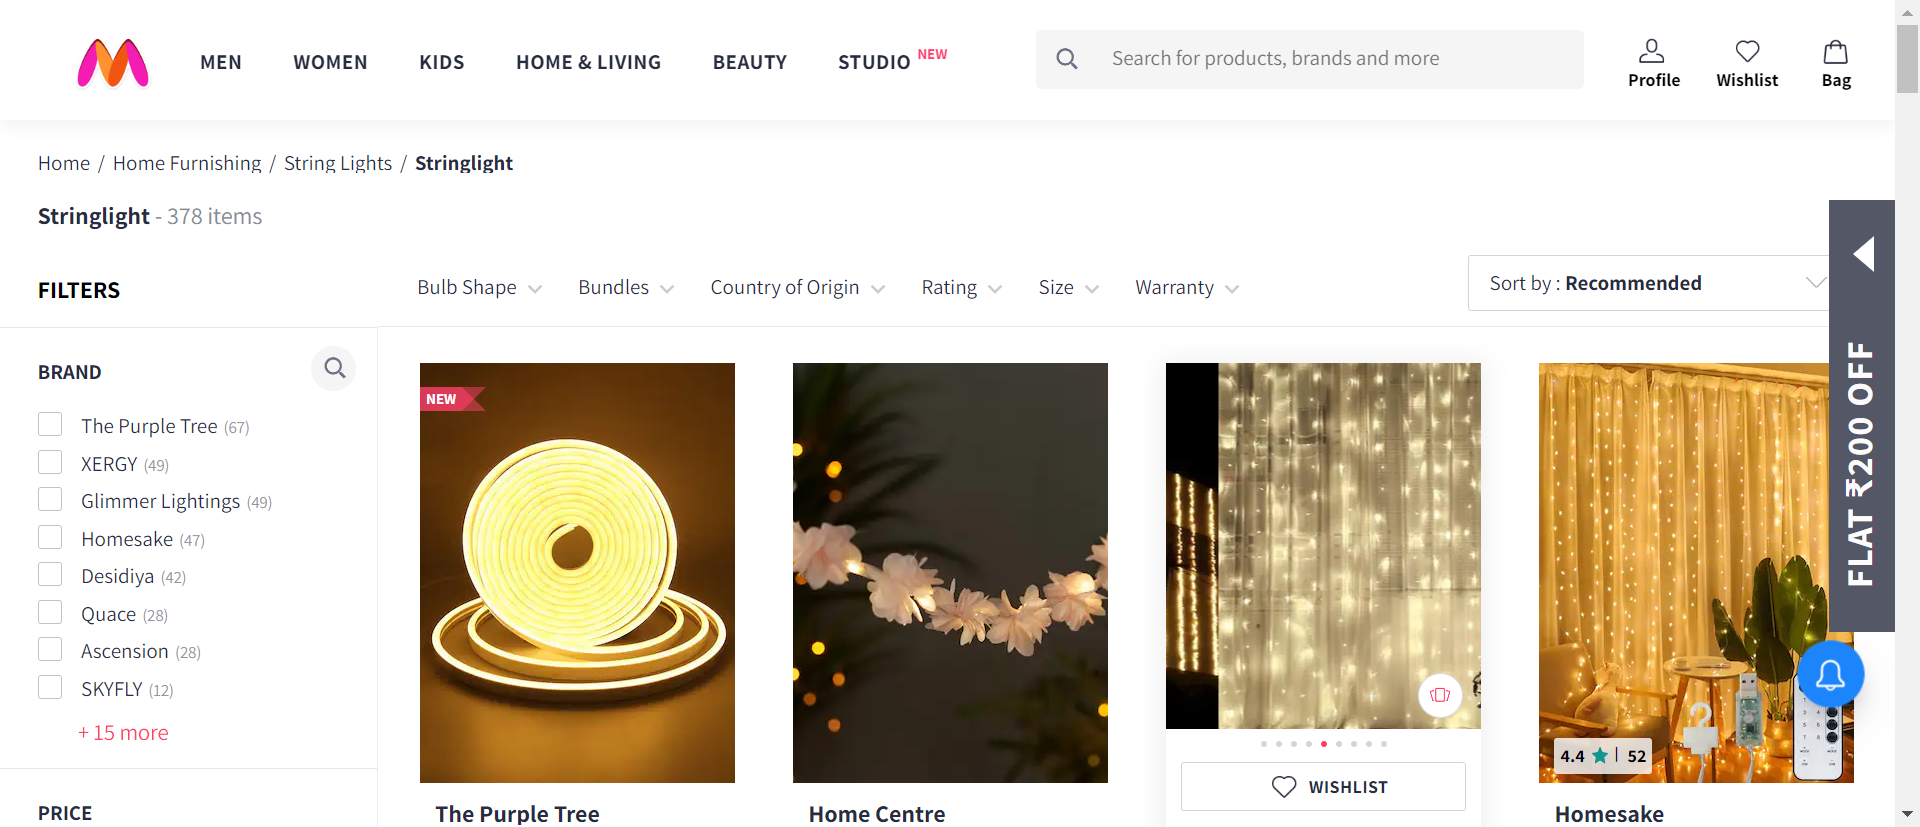 MEN
WOMEN
KIDS
HOME & LIVING
BEAUTY
STUDIO NEW
Search for products, brands and more
Profile
Wishlist
Bag
Home / Home Furnishing / String Lights / Stringlight
Stringlight - 378 items
FILTERS
Bulb Shape
Bundles
Country of Origin
Rating
Size
Warranty
Sort by : Recommended
BRAND
The Purple Tree (67)
XERGY (49)
Glimmer Lightings (49)
Homesake (47)
Desidiya (42)
Quace (28)
Ascension (28)
SKYFLY (12)
+ 15 more
PRICE
NEW
The Purple Tree
Home Centre
WISHLIST
4.4 | 52
Homesake
FLAT ₹200 OFF